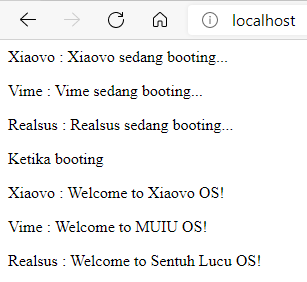 localhost
Xiaovo : Xiaovo sedang booting...
Vime : Vime sedang booting...
Realsus : Realsus sedang booting...
Ketika booting
Xiaovo : Welcome to Xiaovo OS!
Vime : Welcome to MUIU OS!
Realsus : Welcome to Sentuh Lucu OS!